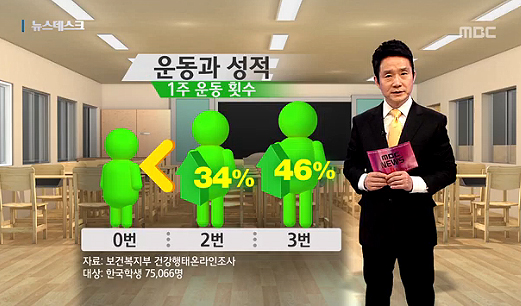 뉴스데스크
MBC
운동과 성적
1주 운동 횟수
34%
46%
MBC
NEWS
0번
2번
3번
자료: 보건복지부 건강행태온라인조사
대상: 한국학생 75,066명